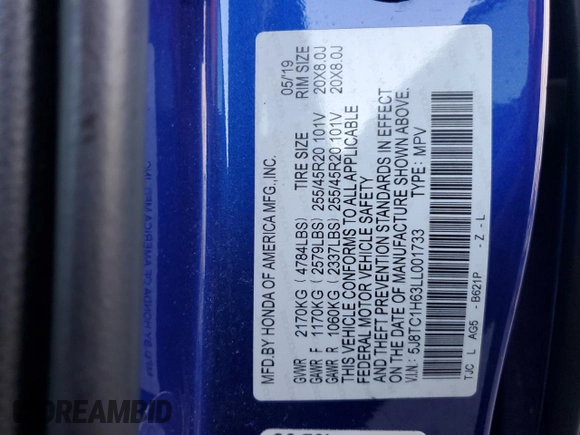 MFD.BY HONDA OF AMERICA MFG.,INC. 05/19
TIRE SIZE RIM SIZE
GVWR 2170KG ( 4784LBS)
GAWR F 1170KG ( 2579LBS) 255/45R20 101V 20X8.0J
GAWR R 1060KG ( 2337LBS) 255/45R20 101V 20X8.0J
THIS VEHICLE CONFORMS TO ALL APPLICABLE
FEDERAL MOTOR VEHICLE SAFETY
AND THEFT PREVENTION STANDARDS IN EFFECT
ON THE DATE OF MANUFACTURE SHOWN ABOVE.
V.I.N.: 5J8TC1H63LL001733 TYPE: MPV
TJC L AG5 - B621P - Z - L
DREAMBID